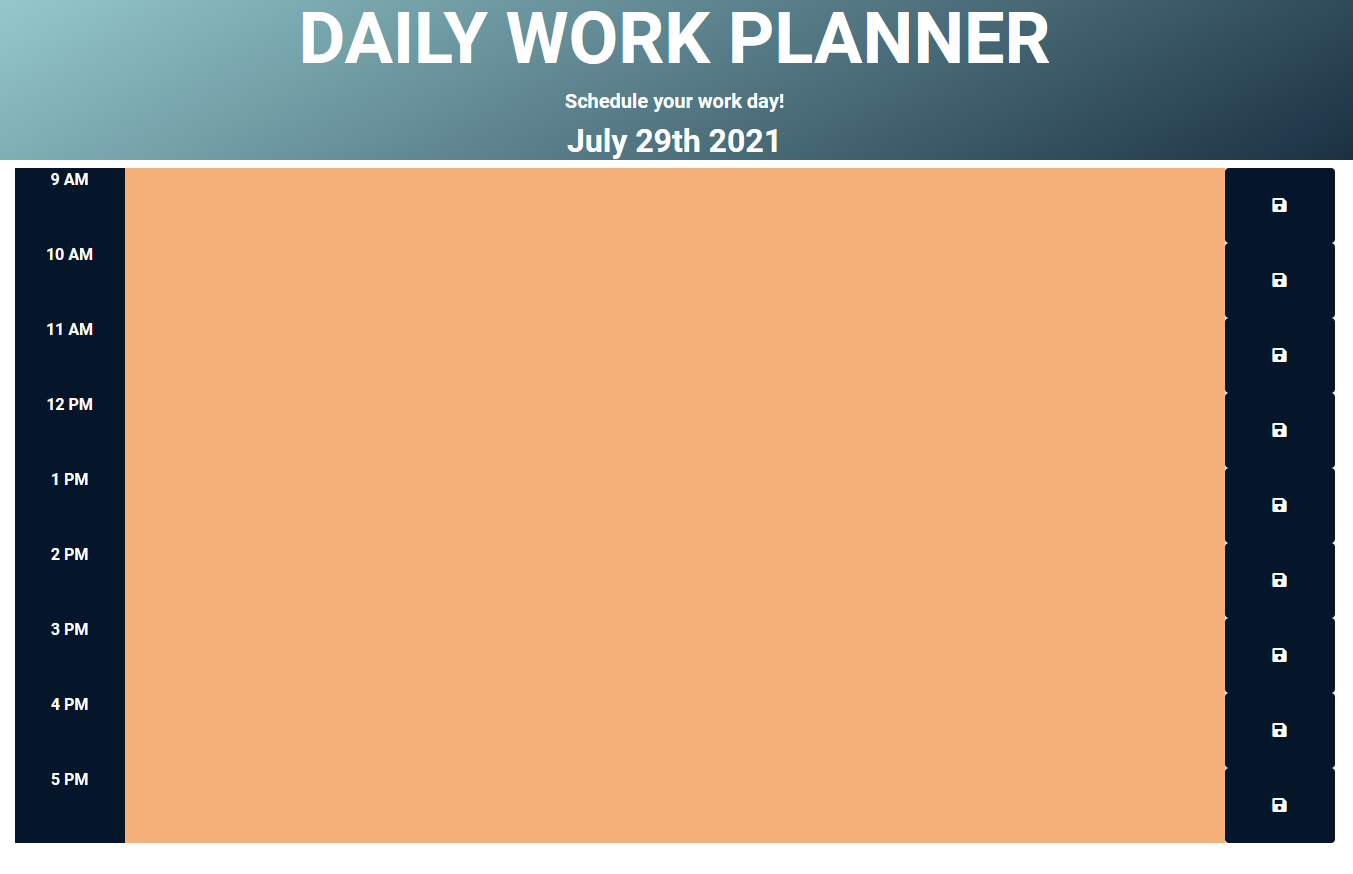 DAILY WORK PLANNER
Schedule your work day!
July 29th 2021
9 AM
10 AM
11 AM
12 PM
1 PM
2 PM
3 PM
4 PM
5 PM